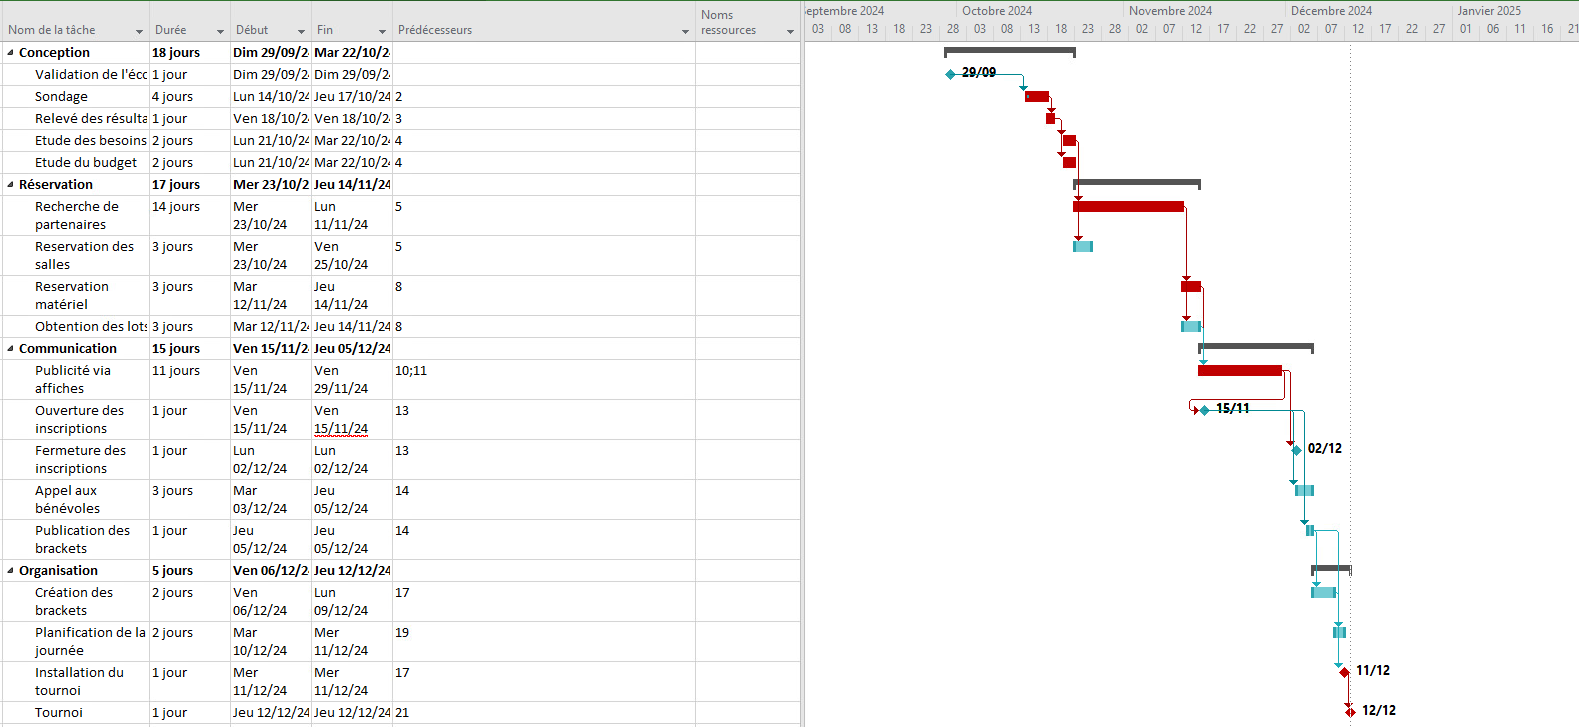 Nom de la tâche Durée Début Fin Prédécesseurs Noms ressources
eptembre 2024 Octobre 2024 Novembre 2024 Décembre 2024 Janvier 2025
03 08 13 18 23 28 03 08 13 18 23 28 02 07 12 17 22 27 02 07 12 17 22 27 01 06 11 16 21
Conception 18 jours Dim 29/09/2 Mar 22/10/2
Validation de l'éco 1 jour Dim 29/09/2 Dim 29/09/2
29/09
Sondage 4 jours Lun 14/10/24 Jeu 17/10/24 2
Relevé des résulta 1 jour Ven 18/10/2 Ven 18/10/2 3
Etude des besoins 2 jours Lun 21/10/24 Mar 22/10/2 4
Etude du budget 2 jours Lun 21/10/24 Mar 22/10/2 4
Réservation 17 jours Mer 23/10/2 Jeu 14/11/24
Recherche de partenaires 14 jours Mer 23/10/24 Lun 11/11/24 5
Reservation des salles 3 jours Mer 23/10/24 Ven 25/10/24 5
Reservation matériel 3 jours Mar 12/11/24 Jeu 14/11/24 8
Obtention des lots 3 jours Mar 12/11/2 Jeu 14/11/24 8
Communication 15 jours Ven 15/11/2 Jeu 05/12/24
Publicité via affiches 11 jours Ven 15/11/24 Ven 29/11/24 10;11
Ouverture des inscriptions 1 jour Ven 15/11/24 Ven 15/11/24 13
15/11
Fermeture des inscriptions 1 jour Lun 02/12/24 Lun 02/12/24 13
02/12
Appel aux bénévoles 3 jours Mar 03/12/24 Jeu 05/12/24 14
Publication des brackets 1 jour Jeu 05/12/24 Jeu 05/12/24 14
Organisation 5 jours Ven 06/12/2 Jeu 12/12/24
Création des brackets 2 jours Ven 06/12/24 Lun 09/12/24 17
Planification de la journée 2 jours Mar 10/12/24 Mer 11/12/24 19
Installation du tournoi 1 jour Mer 11/12/24 Mer 11/12/24 17
11/12
Tournoi 1 jour Jeu 12/12/24 Jeu 12/12/24 21
12/12